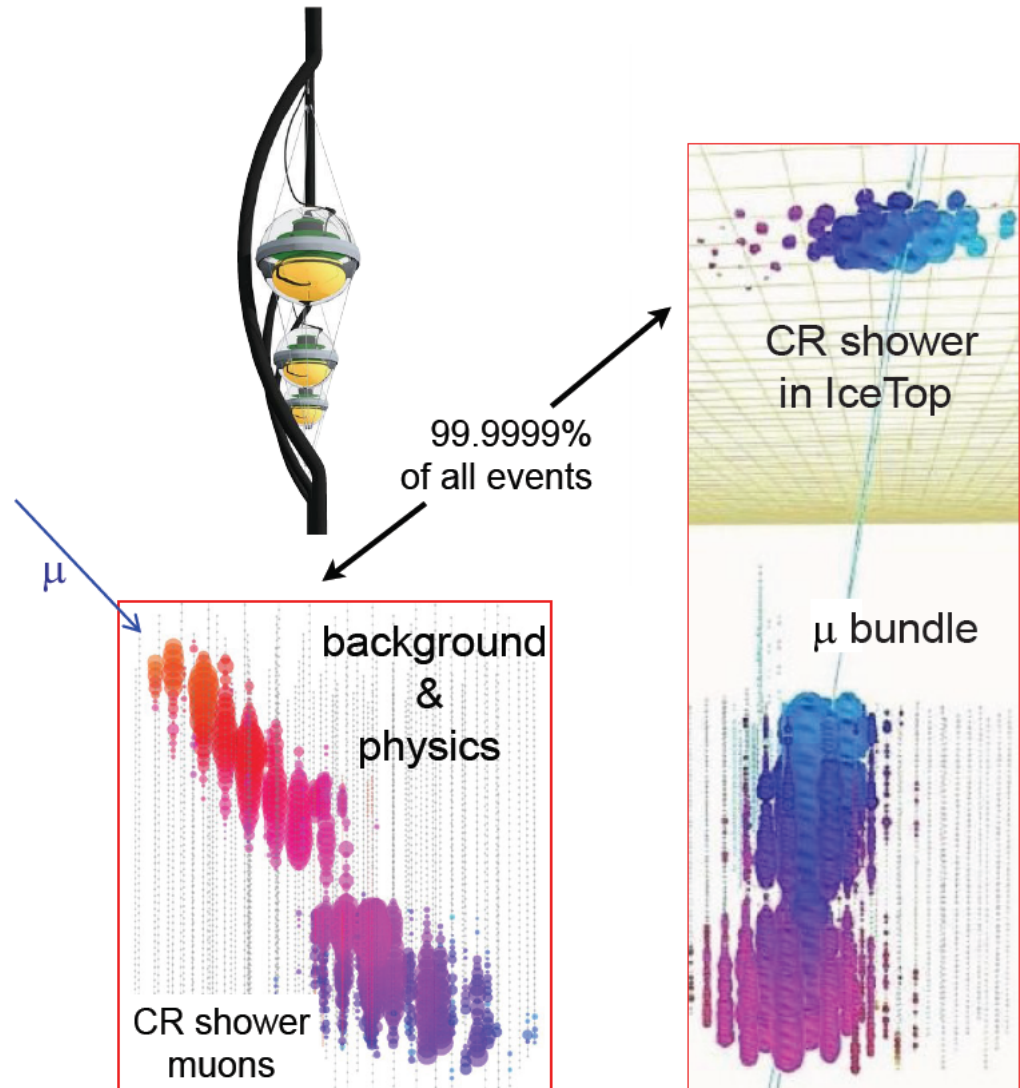 CR shower
in IceTop
99.9999%
of all events
μ
background
&
physics
μ bundle
CR shower
muons